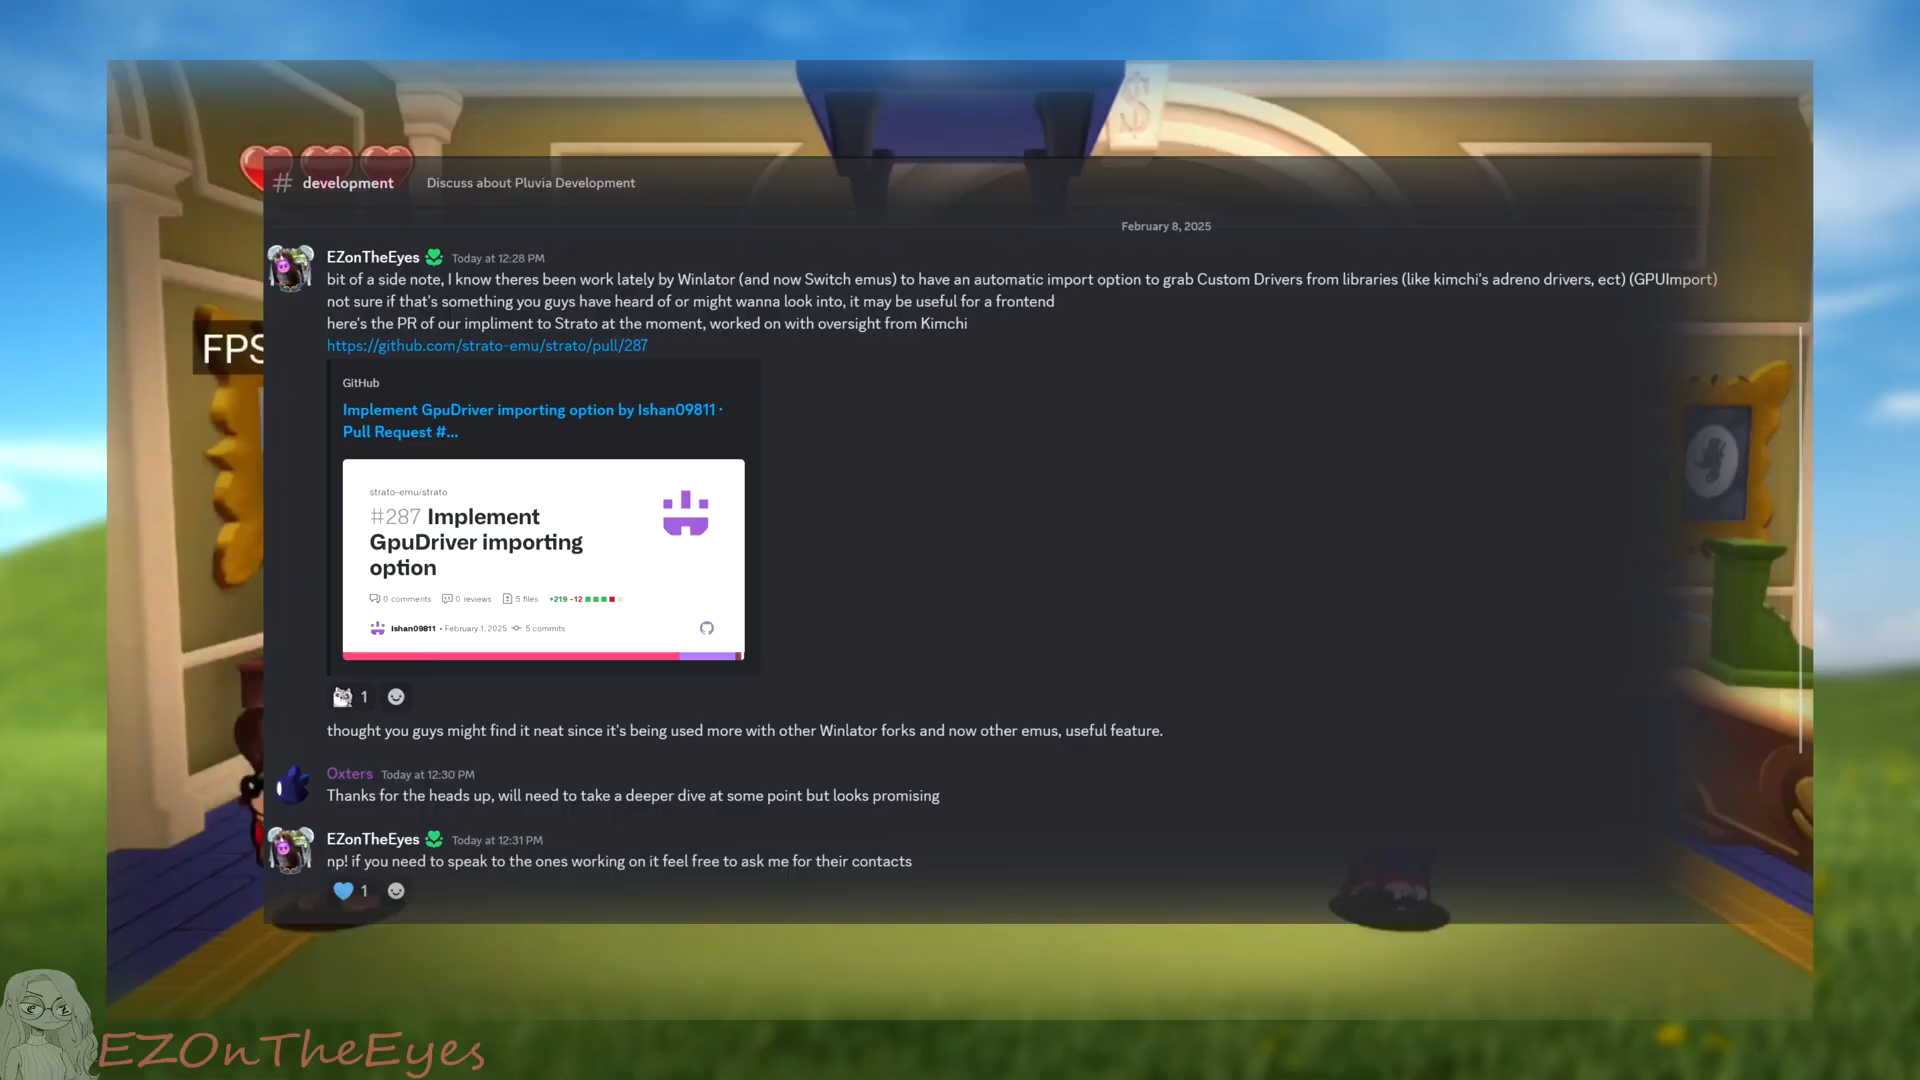 # development Discuss about Pluvia Development
February 8, 2025
EZonTheEyes Today at 12:28 PM
bit of a side note, I know theres been work lately by Winlator (and now Switch emus) to have an automatic import option to grab Custom Drivers from libraries (like kimchi's adreno drivers, ect) (GPUImport)
not sure if that's something you guys have heard of or might wanna look into, it may be useful for a frontend
here's the PR of our impliment to Strato at the moment, worked on with oversight from Kimchi
FPS
https://github.com/strato-emu/strato/pull/287
GitHub
Implement GpuDriver importing option by Ishan09811 ·
Pull Request #...
strato-emu/strato
#287 Implement
GpuDriver importing
option
0 comments 0 reviews 5 files +219 -12
Ishan09811 • February 1, 2025 5 commits
1
thought you guys might find it neat since it's being used more with other Winlator forks and now other emus, useful feature.
Oxters Today at 12:30 PM
Thanks for the heads up, will need to take a deeper dive at some point but looks promising
EZonTheEyes Today at 12:31 PM
np! if you need to speak to the ones working on it feel free to ask me for their contacts
1
EZOnTheEyes